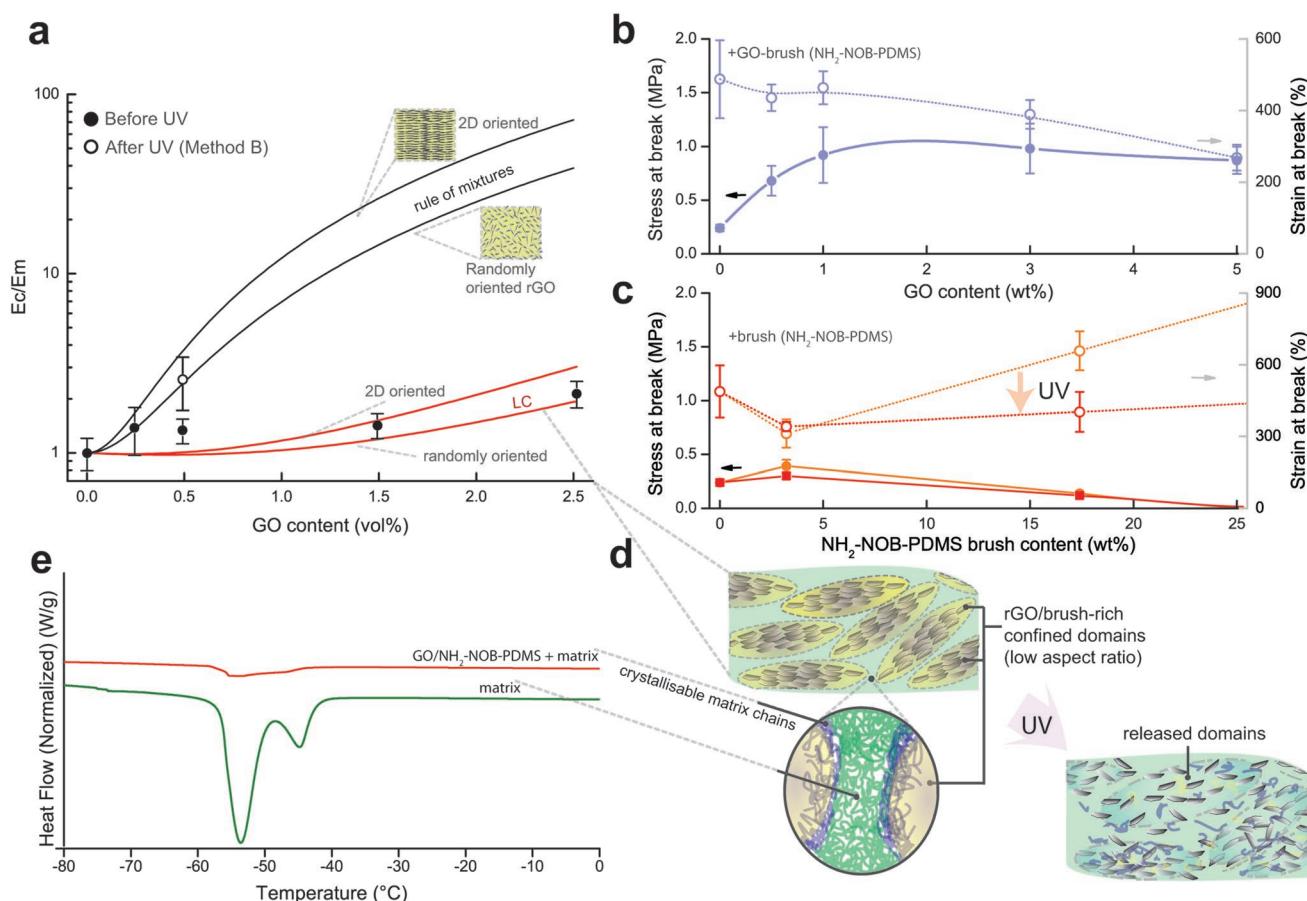 a
100
10
1
Ec/Em
Before UV
After UV (Method B)
2D oriented
rule of mixtures
Randomly
oriented rGO
2D oriented
LC
randomly oriented
0.0 0.5 1.0 1.5 2.0 2.5
GO content (vol%)
b
+GO-brush (NH₂-NOB-PDMS)
2.0
1.5
1.0
0.5
0.0
Stress at break (MPa)
600
400
200
0
Strain at break (%)
0 1 2 3 4 5
GO content (wt%)
c
+brush (NH₂-NOB-PDMS)
UV
2.0
1.5
1.0
0.5
0.0
Stress at break (MPa)
900
600
300
0
Strain at break (%)
0 5 10 15 20 25
NH₂-NOB-PDMS brush content (wt%)
e
Heat Flow (Normalized) (W/g)
GO/NH₂-NOB-PDMS + matrix
matrix
-80 -70 -60 -50 -40 -30 -20 -10 0
Temperature (°C)
d
rGO/brush-rich
confined domains
(low aspect ratio)
crystallisable matrix chains
UV
released domains